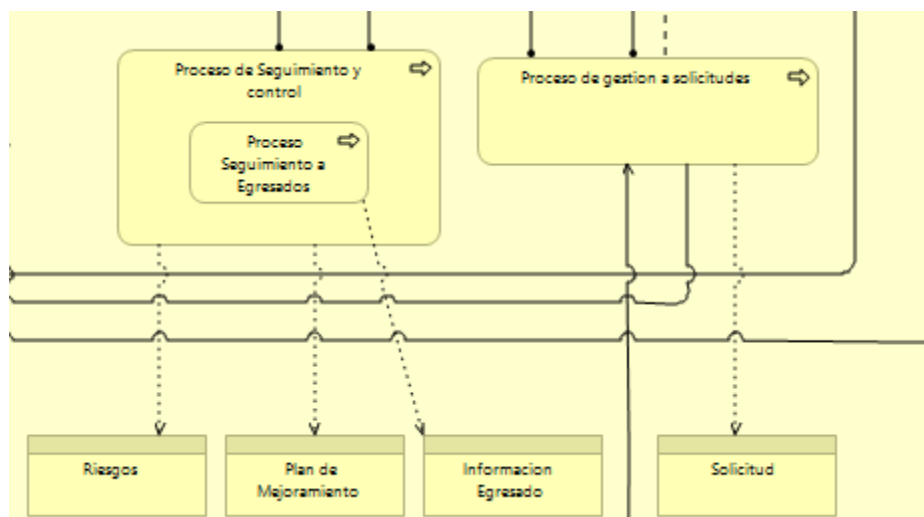 Proceso de Seguimiento y
control
Proceso
Seguimiento a
Egresados
Proceso de gestion a solicitudes
Riesgos
Plan de
Mejoramiento
Informacion
Egresado
Solicitud